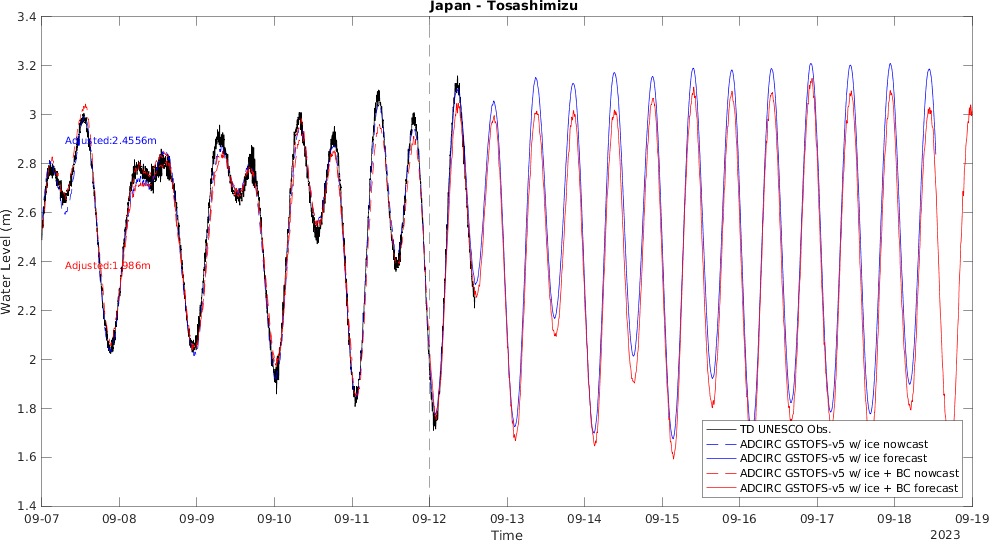 Japan - Tosashimizu
3.4
3.2
3
2.8
2.6
2.4
2.2
2
1.8
1.6
1.4
Water Level (m)
Adjusted:2.4556m
Adjusted:1.986m
TD UNESCO Obs.
ADCIRC GSTOFS-v5 w/ ice nowcast
ADCIRC GSTOFS-v5 w/ ice forecast
ADCIRC GSTOFS-v5 w/ ice + BC nowcast
ADCIRC GSTOFS-v5 w/ ice + BC forecast
09-07 09-08 09-09 09-10 09-11 09-12 09-13 09-14 09-15 09-16 09-17 09-18 09-19
Time
2023